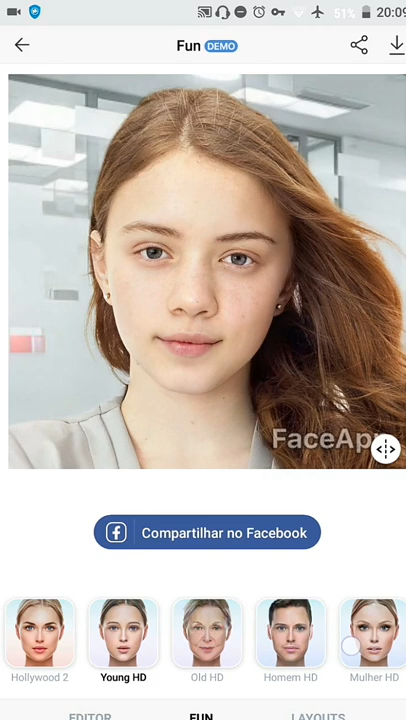 51% 20:09
Fun DEMO
FaceAp
Compartilhar no Facebook
Hollywood 2 Young HD Old HD Homem HD Mulher HD
EDITOR FUN LAYOUTS